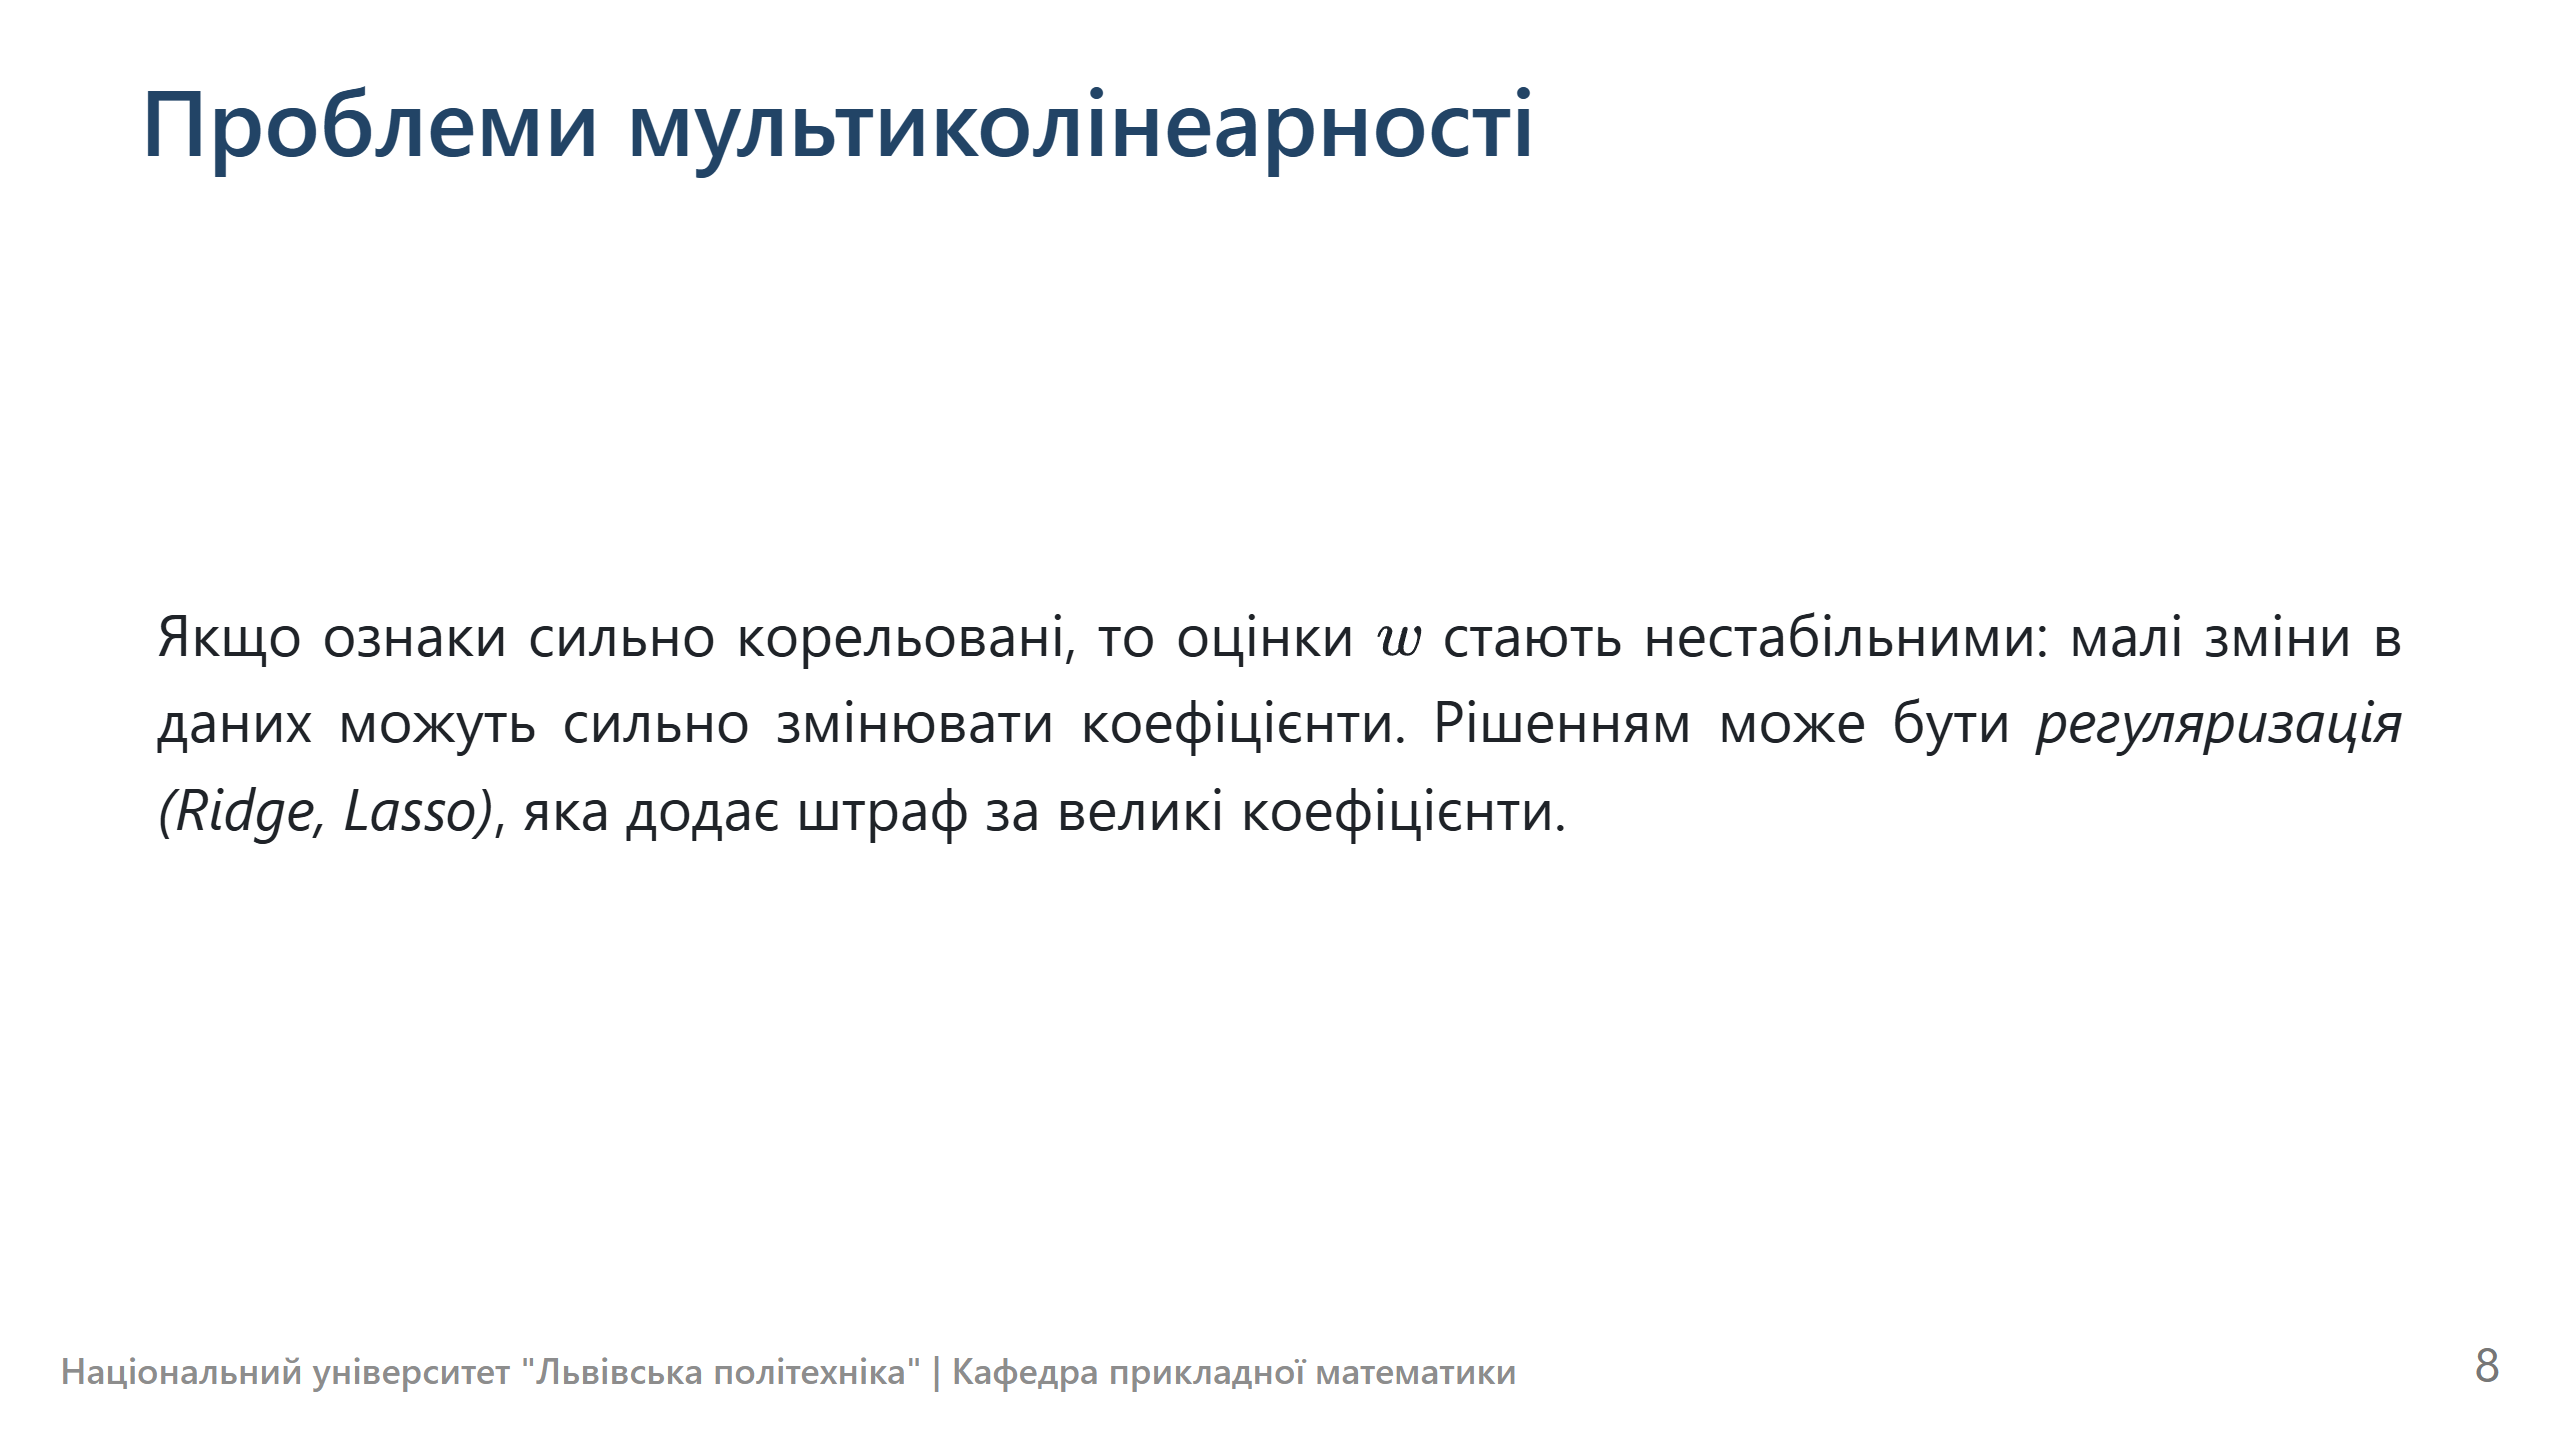 Проблеми мультиколінеарності
Якщо ознаки сильно корельовані, то оцінки w стають нестабільними: малі зміни в
даних можуть сильно змінювати коефіцієнти. Рішенням може бути регуляризація
(Ridge, Lasso), яка додає штраф за великі коефіцієнти.
Національний університет "Львівська політехніка" | Кафедра прикладної математики
8